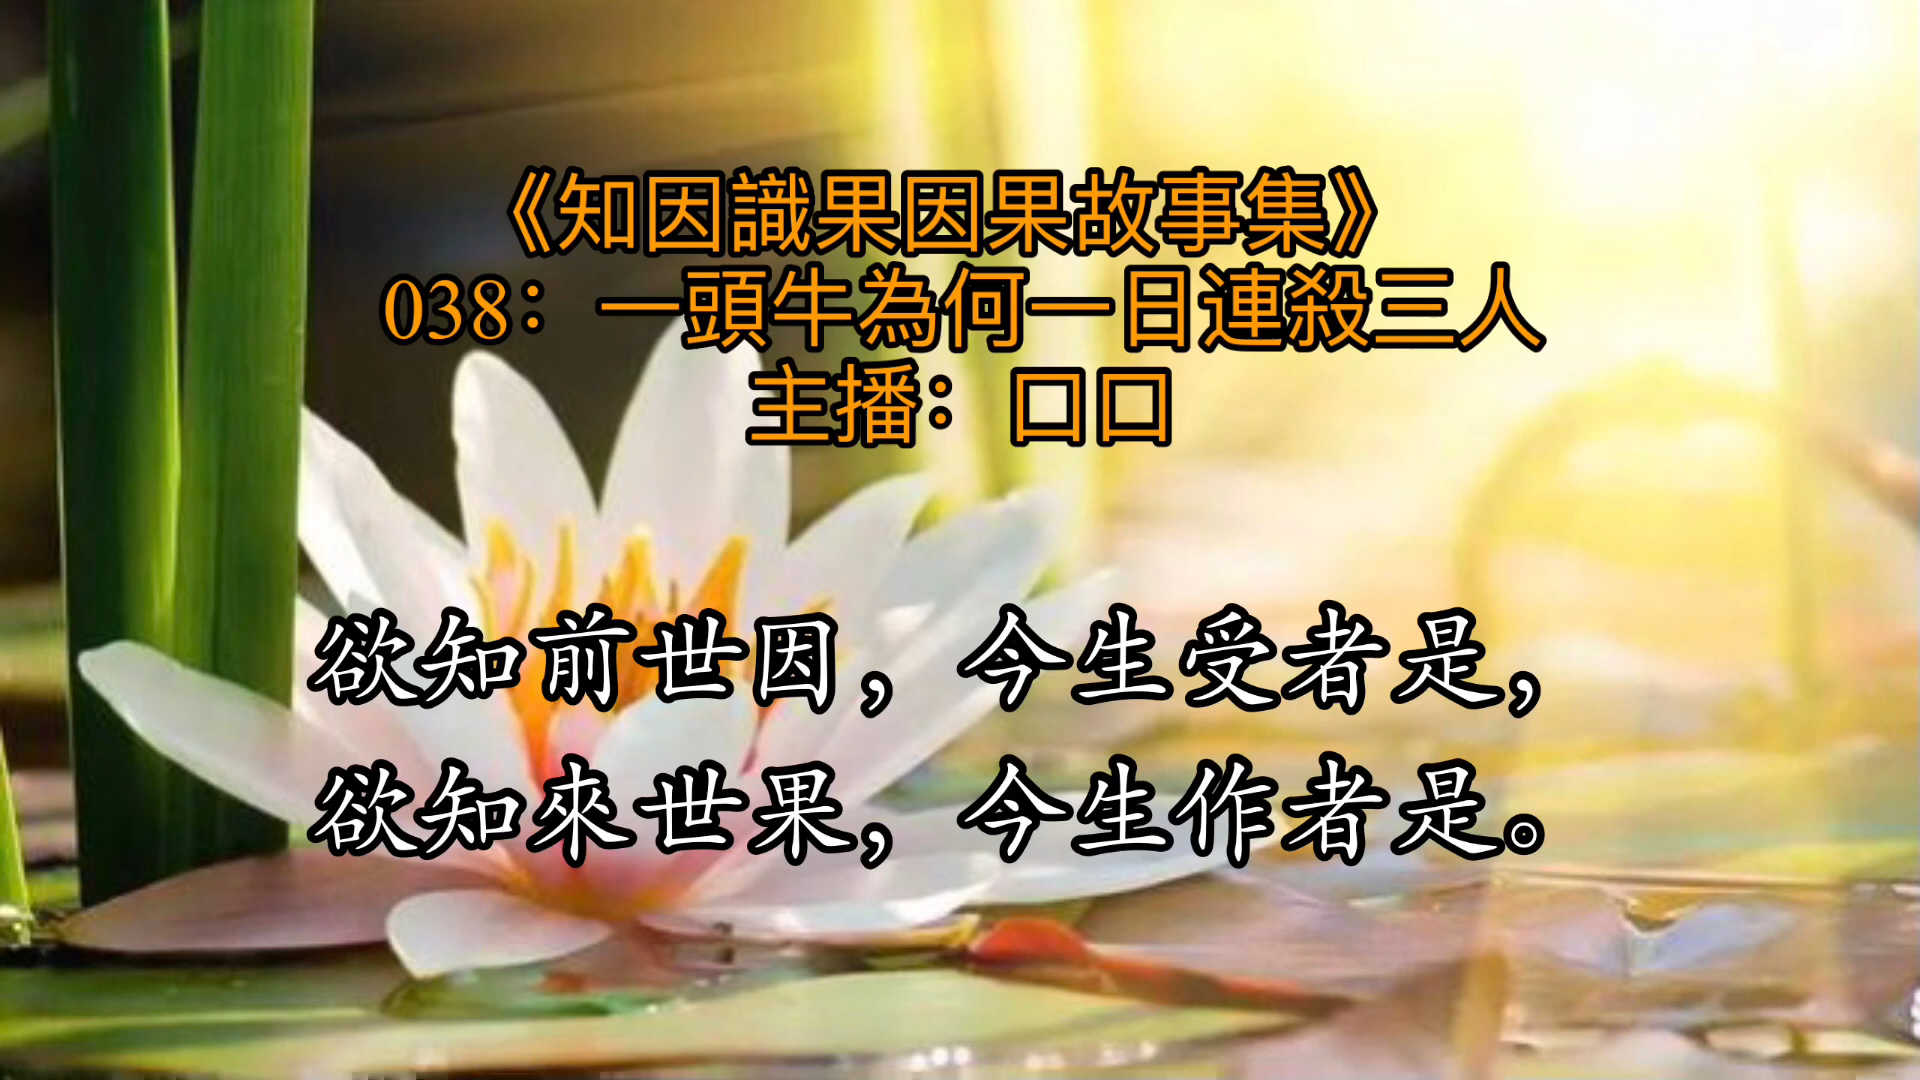 《知因識果因果故事集》
038：一頭牛為何一日連殺三人
主播：口口
欲知前世因，今生受者是，
欲知來世果，今生作者是。